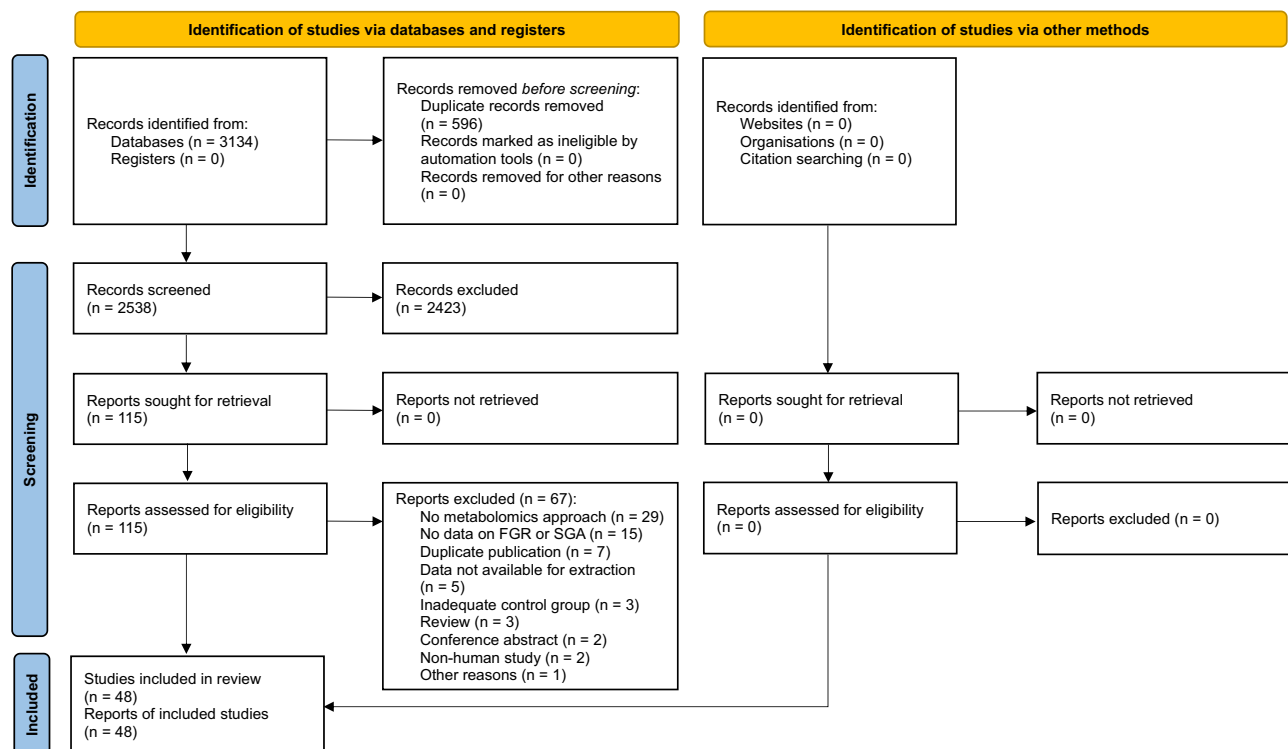 Identification of studies via databases and registers
Identification of studies via other methods
Identification
Records identified from:
Databases (n = 3134)
Registers (n = 0)
Records removed before screening:
Duplicate records removed
(n = 596)
Records marked as ineligible by
automation tools (n = 0)
Records removed for other reasons
(n = 0)
Records identified from:
Websites (n = 0)
Organisations (n = 0)
Citation searching (n = 0)
Screening
Records screened
(n = 2538)
Records excluded
(n = 2423)
Reports sought for retrieval
(n = 115)
Reports not retrieved
(n = 0)
Reports sought for retrieval
(n = 0)
Reports not retrieved
(n = 0)
Reports assessed for eligibility
(n = 115)
Reports excluded (n = 67):
No metabolomics approach (n = 29)
No data on FGR or SGA (n = 15)
Duplicate publication (n = 7)
Data not available for extraction
(n = 5)
Inadequate control group (n = 3)
Review (n = 3)
Conference abstract (n = 2)
Non-human study (n = 2)
Other reasons (n = 1)
Reports assessed for eligibility
(n = 0)
Reports excluded (n = 0)
Included
Studies included in review
(n = 48)
Reports of included studies
(n = 48)